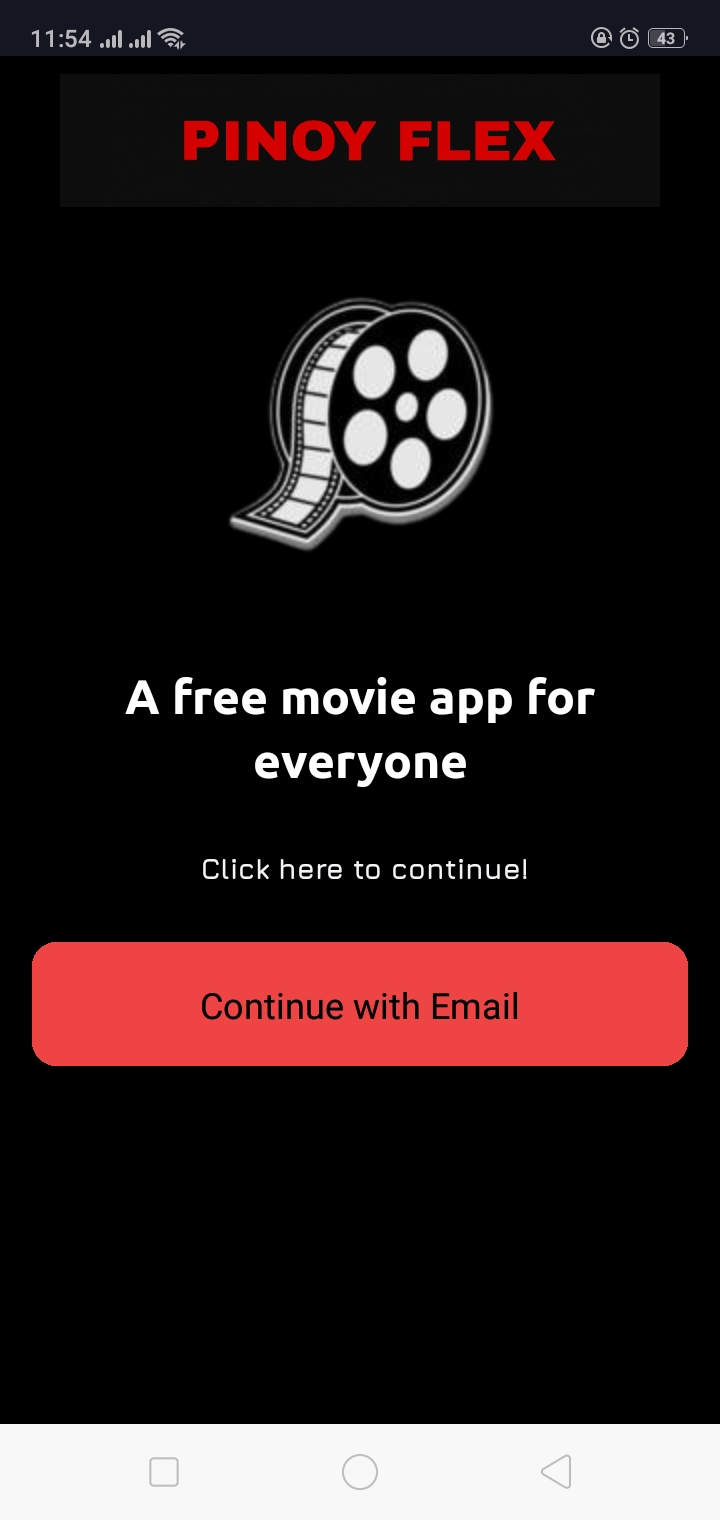 11:54
43
PINOY FLEX
A free movie app for
everyone
Click here to continue!
Continue with Email